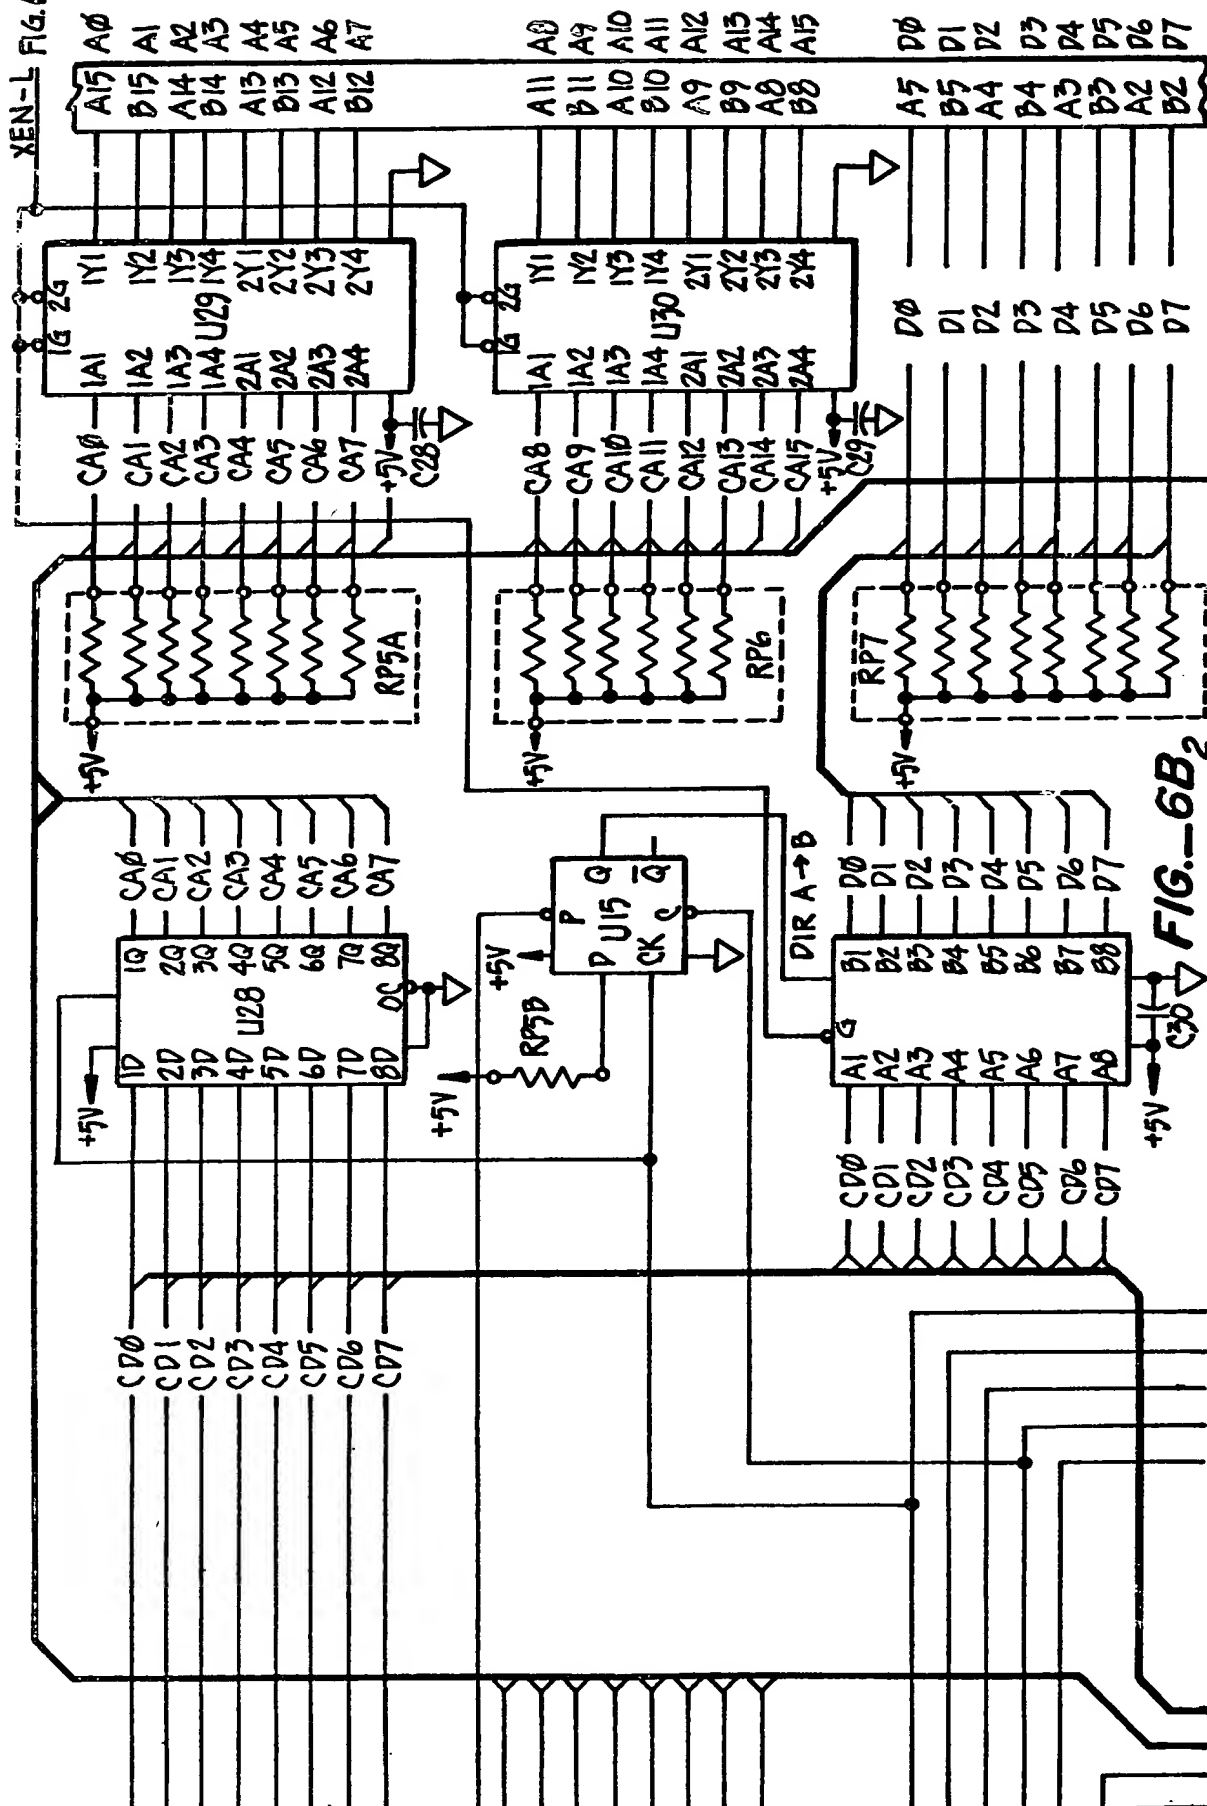 XEN-L FIG.
A15 A0
B15 A1
A14 A2
B14 A3
A13 A4
B13 A5
A12 A6
B12 A7
A11 A8
B11 A9
A10 A10
B10 A11
A9 A12
B9 A13
A8 A14
B8 A15
A5 DØ
B5 D1
A4 D2
B4 D3
A3 D4
B3 D5
A2 D6
B2 D7
1G 2G
CAØ 1A1 1Y1
CA1 1A2 1Y2
CA2 1A3 1Y3
CA3 1A4 1Y4
U29
CA4 2A1 2Y1
CA5 2A2 2Y2
CA6 2A3 2Y3
CA7 2A4 2Y4
+5V
C28
1G 2G
CA8 1A1 1Y1
CA9 1A2 1Y2
CA1Ø 1A3 1Y3
CA11 1A4 1Y4
U30
CA12 2A1 2Y1
CA13 2A2 2Y2
CA14 2A3 2Y3
CA15 2A4 2Y4
+5V
C29
DØ
D1
D2
D3
D4
D5
D6
D7
+5V
RP5A
+5V
RP6
+5V
RP7
+5V
CDØ 1D 1Q CAØ
CD1 2D 2Q CA1
CD2 3D 3Q CA2
CD3 4D 4Q CA3
U28
CD4 5D 5Q CA4
CD5 6D 6Q CA5
CD6 7D 7Q CA6
CD7 8D 8Q CA7
OC
+5V
RP5B
+5V
P
D Q
U15
CK Q
C
DIR A→B
G
CDØ A1 B1 DØ
CD1 A2 B2 D1
CD2 A3 B3 D2
CD3 A4 B4 D3
CD4 A5 B5 D4
CD5 A6 B6 D5
CD6 A7 B7 D6
CD7 A8 B8 D7
+5V
C30
FIG._6B2